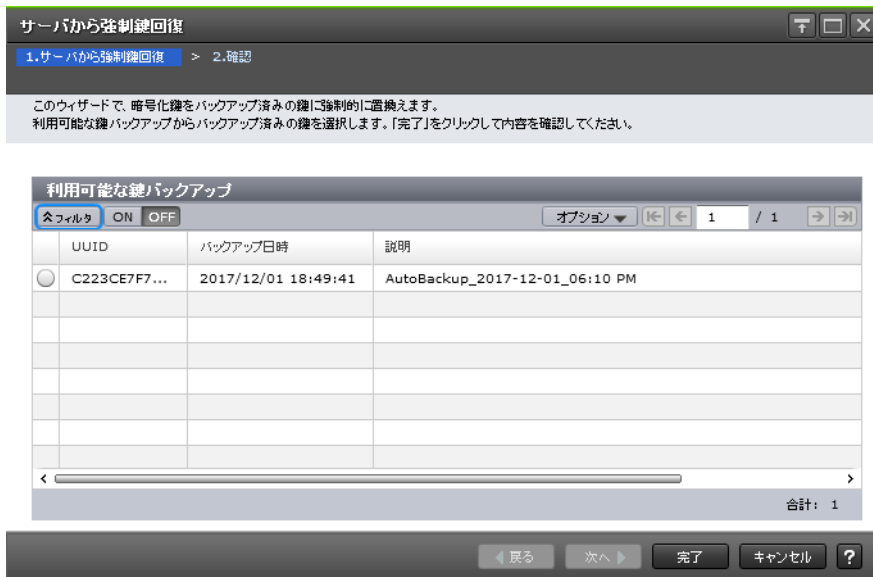 サーバから強制鍵回復
1.サーバから強制鍵回復 > 2.確認
このウィザードで、暗号化鍵をバックアップ済みの鍵に強制的に置換えます。
利用可能な鍵バックアップからバックアップ済みの鍵を選択します。「完了」をクリックして内容を確認してください。
利用可能な鍵バックアップ
フィルタ ON OFF オプション 1 / 1
UUID バックアップ日時 説明
C223CE7F7... 2017/12/01 18:49:41 AutoBackup_2017-12-01_06:10 PM
合計: 1
戻る 次へ 完了 キャンセル ?